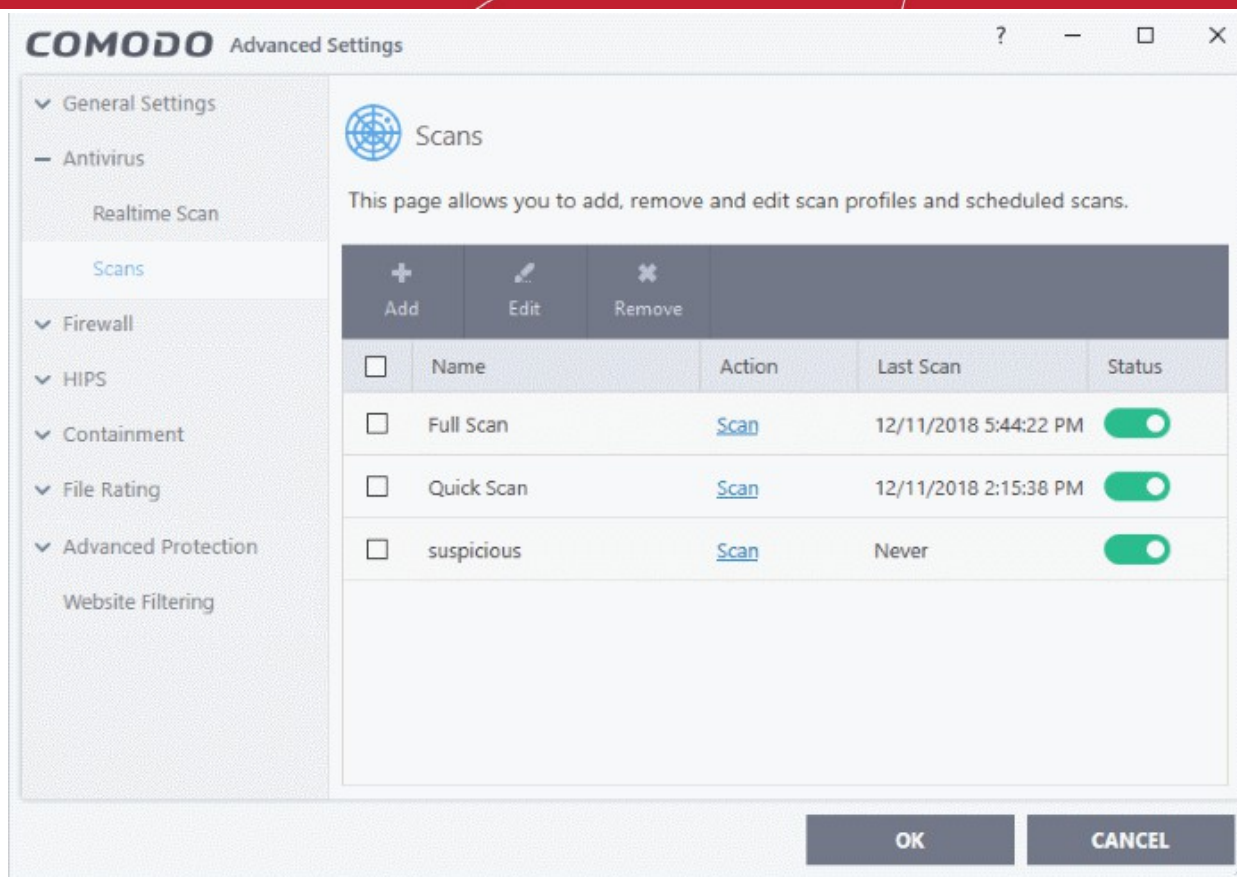 COMODO Advanced Settings ?
General Settings
Antivirus
Realtime Scan
Scans
Firewall
HIPS
Containment
File Rating
Advanced Protection
Website Filtering
Scans
This page allows you to add, remove and edit scan profiles and scheduled scans.
Add Edit Remove
Name Action Last Scan Status
Full Scan Scan 12/11/2018 5:44:22 PM
Quick Scan Scan 12/11/2018 2:15:38 PM
suspicious Scan Never
OK CANCEL